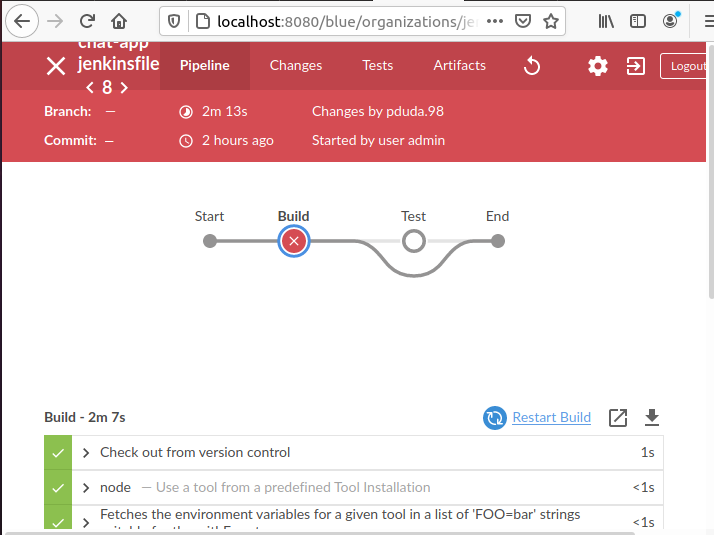 localhost:8080/blue/organizations/je
chat-app
jenkinsfile
< 8 >
Pipeline
Changes
Tests
Artifacts
Logout
Branch: —
2m 13s
Changes by pduda.98
Commit: —
2 hours ago
Started by user admin
Start
Build
Test
End
Build - 2m 7s
Restart Build
Check out from version control
1s
node — Use a tool from a predefined Tool Installation
<1s
Fetches the environment variables for a given tool in a list of 'FOO=bar' strings
<1s